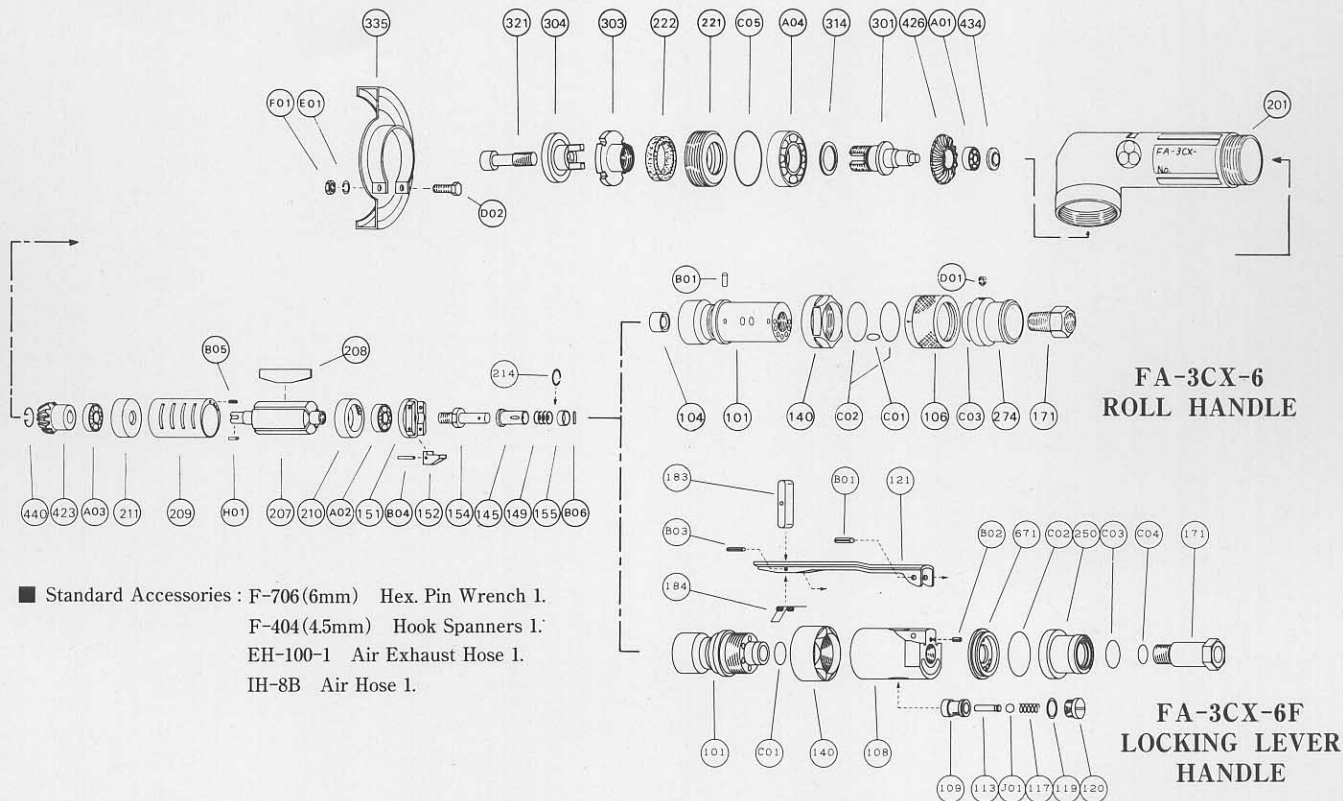 335 321 304 303 222 221 C05 A04 314 301 426 A01 434
F01 E01 201
D02
FA-3CX-
No.
B01 D01
B05 208 214
104 101 140 C02 C01 106 C03 274 171
FA-3CX-6
ROLL HANDLE
440 423 A03 211 209 H01 207 210 A02 151 B04 152 154 145 149 155 B06
183 B01 121
B03 B02 671 C02 250 C03 C04 171
184
■ Standard Accessories : F-706(6mm) Hex. Pin Wrench 1.
F-404(4.5mm) Hook Spanners 1.
EH-100-1 Air Exhaust Hose 1.
IH-8B Air Hose 1.
101 C01 140 108
109 113 J01 117 119 120
FA-3CX-6F
LOCKING LEVER
HANDLE